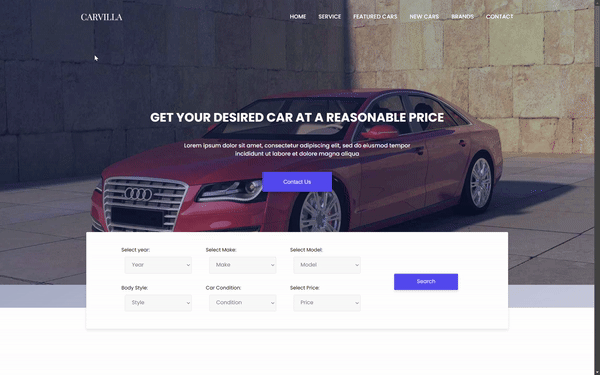 CARVILLA
HOME SERVICE FEATURED CARS NEW CARS BRANDS CONTACT
GET YOUR DESIRED CAR AT A REASONABLE PRICE
Lorem ipsum dolor sit amet, consectetur adipiscing elit, sed do eiusmod tempor
incididunt ut labore et dolore magna aliqua
Contact Us
Select year: Select Make: Select Model:
Year Make Model
Search
Body Style: Car Condition: Select Price:
Style Condition Price